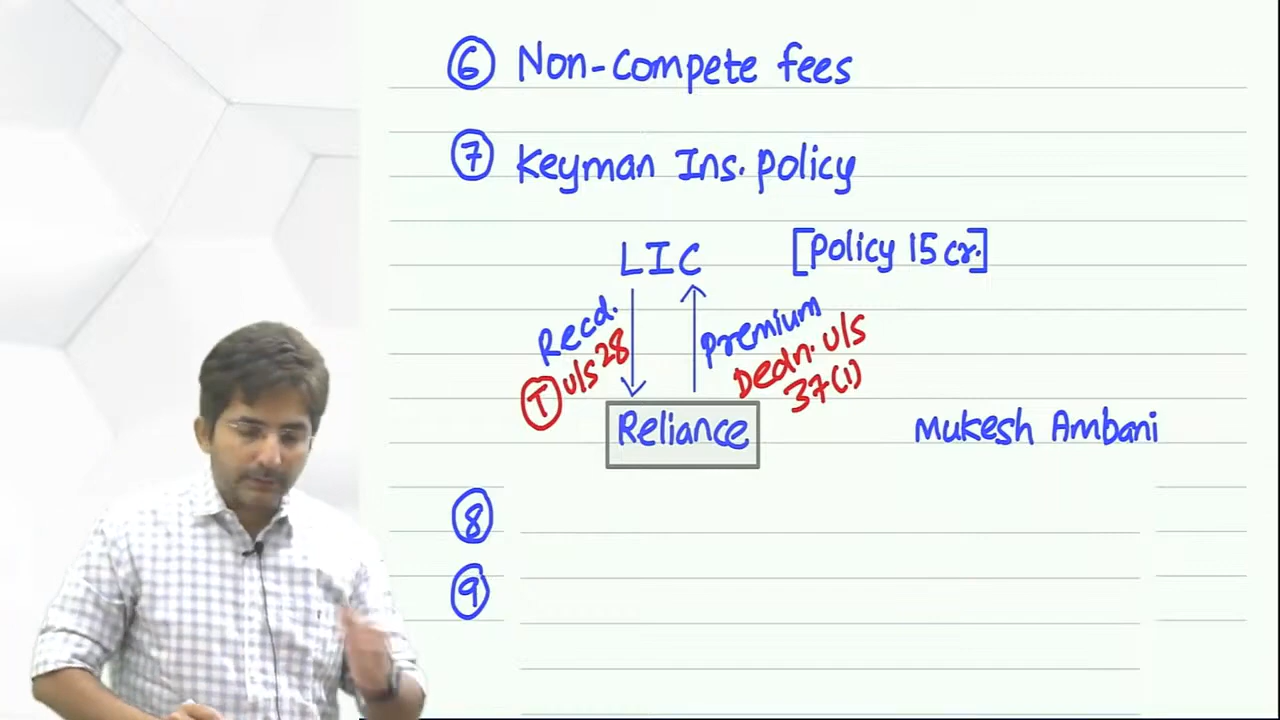 ⑥ Non-Compete fees
⑦ Keyman Ins. policy
LIC [Policy 15 cr.]
Recd.
Ⓣ u/s 28
Premium
Dedn. u/s
37(1)
Reliance
Mukesh Ambani
⑧
⑨